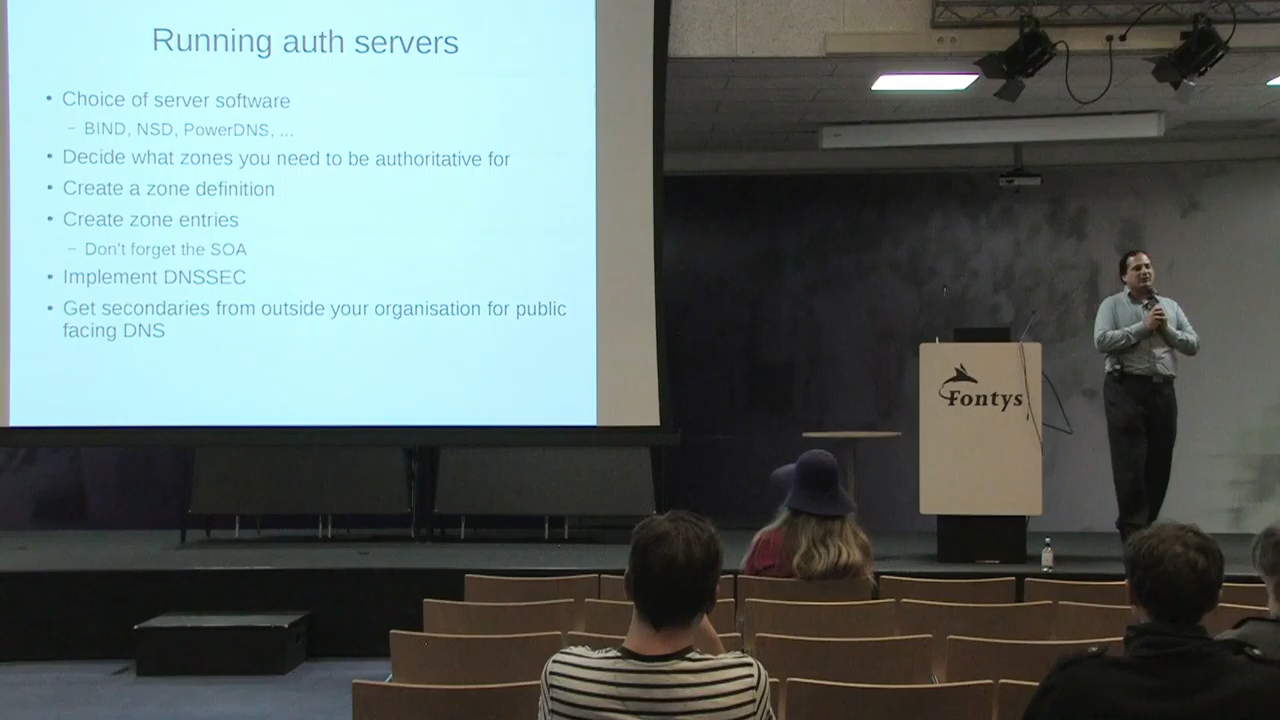 Running auth servers
• Choice of server software
– BIND, NSD, PowerDNS, ...
• Decide what zones you need to be authoritative for
• Create a zone definition
• Create zone entries
– Don't forget the SOA
• Implement DNSSEC
• Get secondaries from outside your organisation for public
facing DNS
Fontys